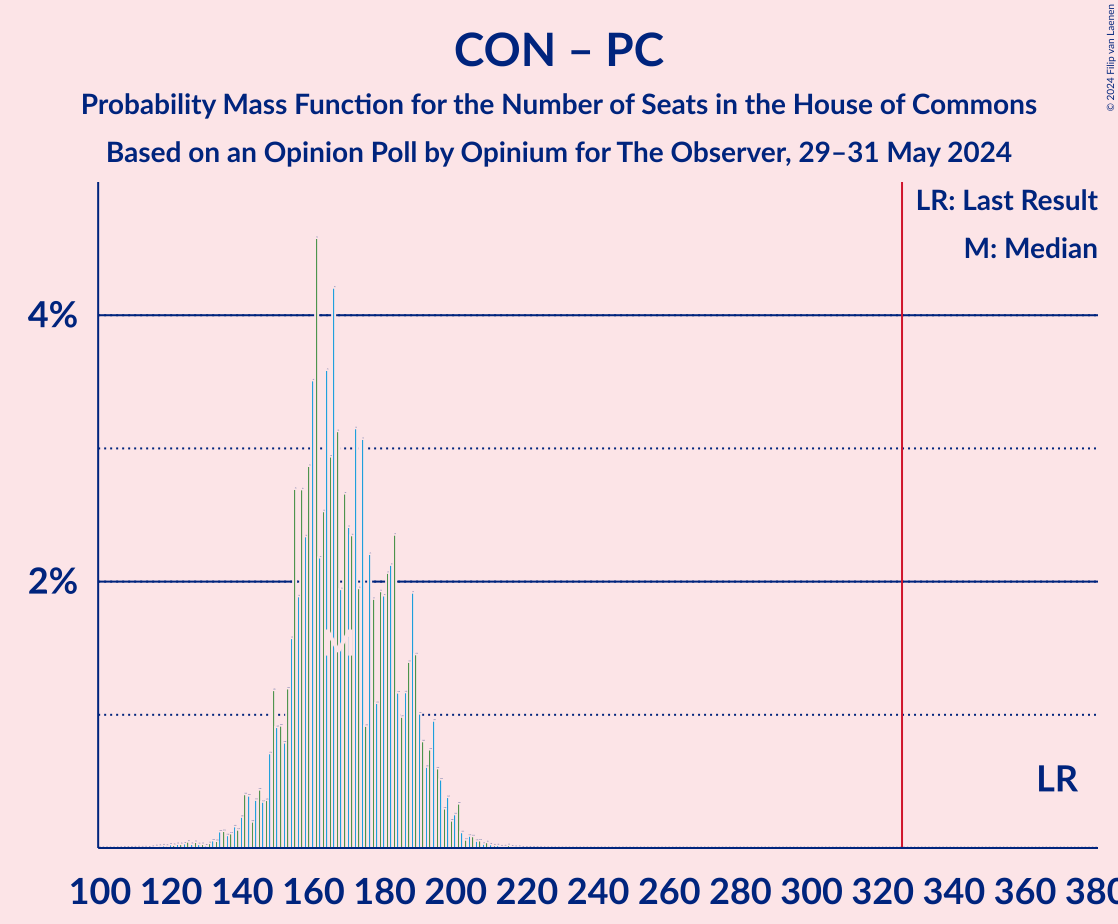 CON – PC
Probability Mass Function for the Number of Seats in the House of Commons
Based on an Opinion Poll by Opinium for The Observer, 29–31 May 2024
© 2024 Filip van Laenen
LR: Last Result
M: Median
4%
2%
LR
100 120 140 160 180 200 220 240 260 280 300 320 340 360 380